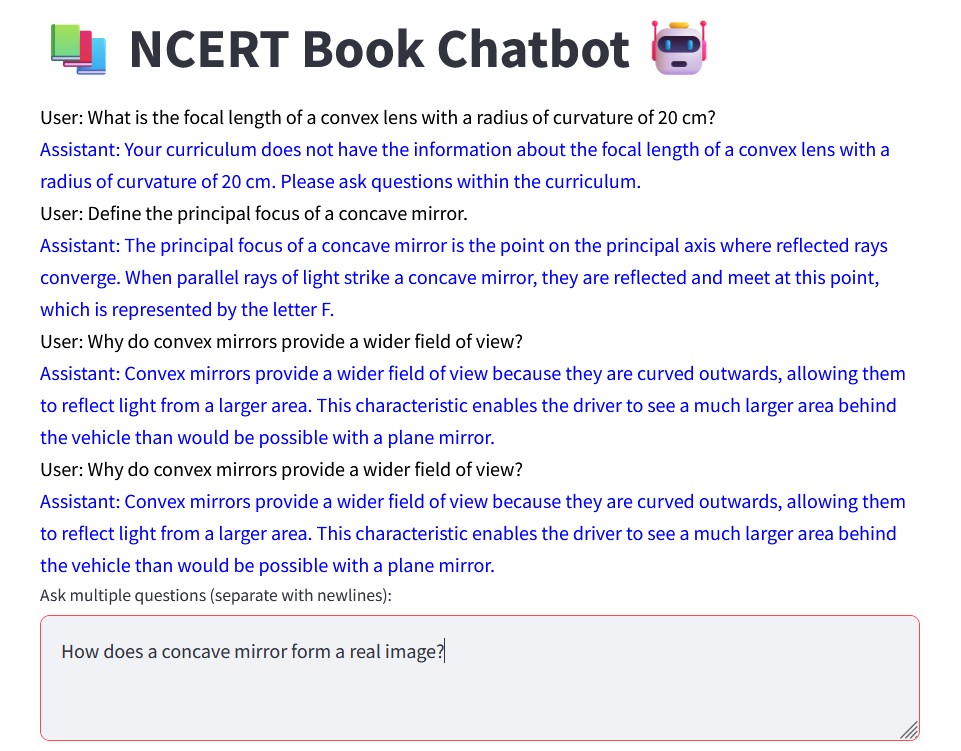 NCERT Book Chatbot
User: What is the focal length of a convex lens with a radius of curvature of 20 cm?
Assistant: Your curriculum does not have the information about the focal length of a convex lens with a
radius of curvature of 20 cm. Please ask questions within the curriculum.
User: Define the principal focus of a concave mirror.
Assistant: The principal focus of a concave mirror is the point on the principal axis where reflected rays
converge. When parallel rays of light strike a concave mirror, they are reflected and meet at this point,
which is represented by the letter F.
User: Why do convex mirrors provide a wider field of view?
Assistant: Convex mirrors provide a wider field of view because they are curved outwards, allowing them
to reflect light from a larger area. This characteristic enables the driver to see a much larger area behind
the vehicle than would be possible with a plane mirror.
User: Why do convex mirrors provide a wider field of view?
Assistant: Convex mirrors provide a wider field of view because they are curved outwards, allowing them
to reflect light from a larger area. This characteristic enables the driver to see a much larger area behind
the vehicle than would be possible with a plane mirror.
Ask multiple questions (separate with newlines):
How does a concave mirror form a real image?